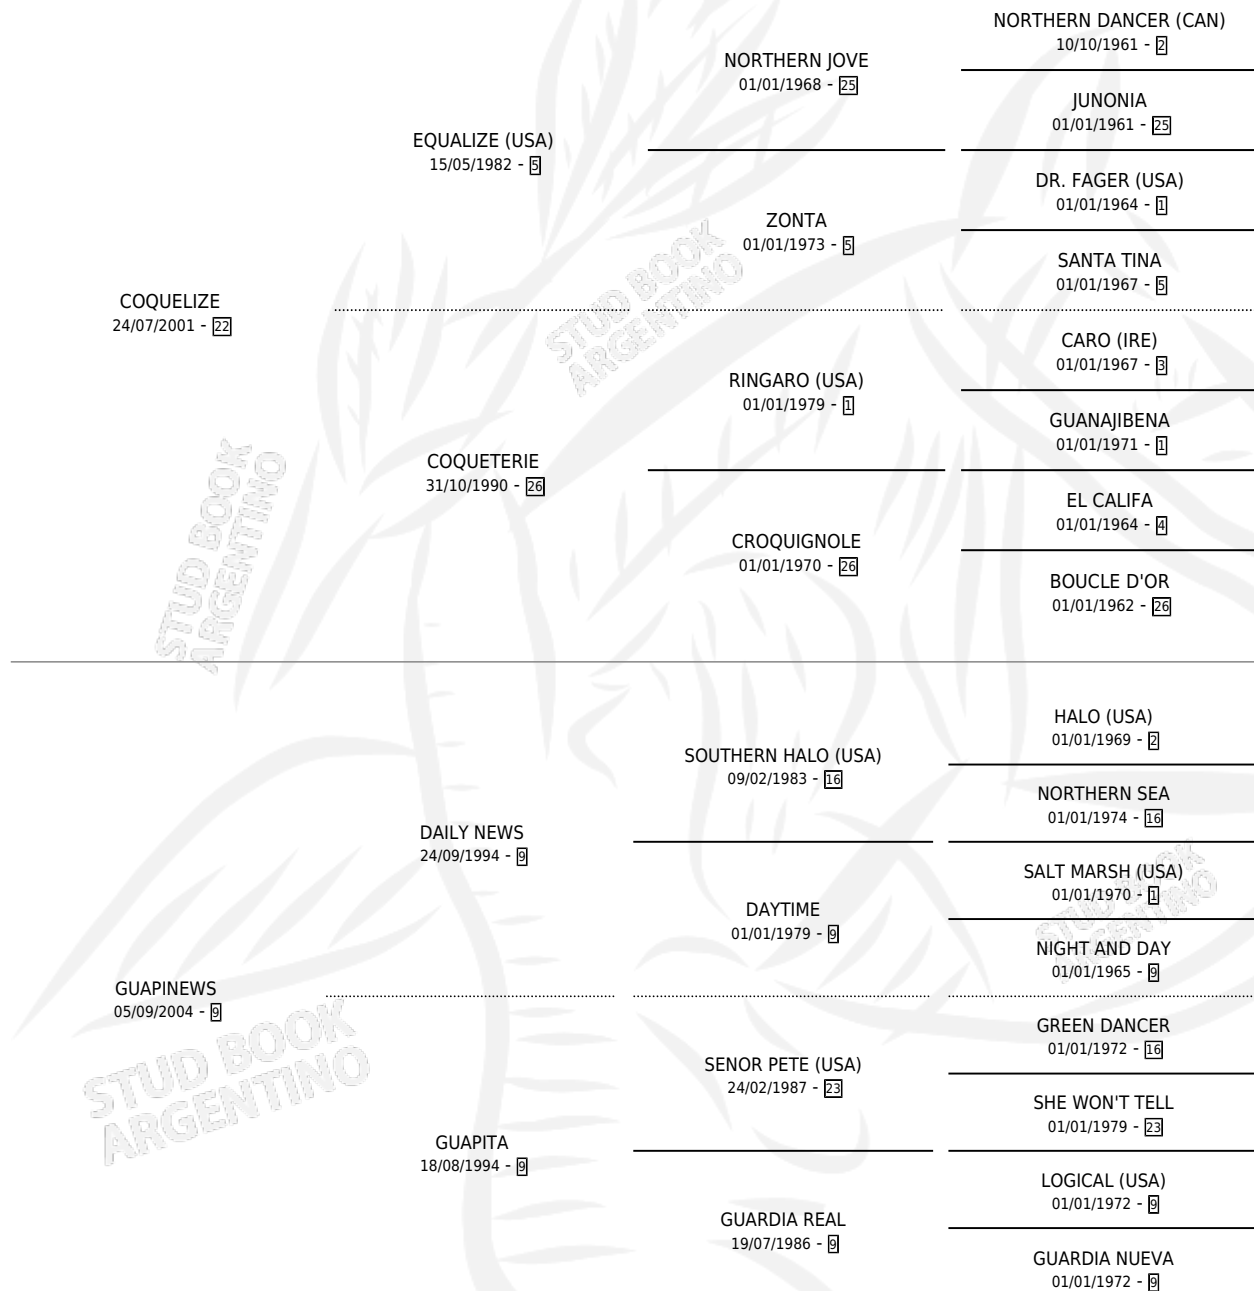 NORTHERN DANCER (CAN)
10/10/1961 - 2
NORTHERN JOVE
01/01/1968 - 25
JUNONIA
01/01/1961 - 25
EQUALIZE (USA)
15/05/1982 - 5
DR. FAGER (USA)
01/01/1964 - 1
ZONTA
01/01/1973 - 5
SANTA TINA
01/01/1967 - 5
COQUELIZE
24/07/2001 - 22
CARO (IRE)
01/01/1967 - 3
RINGARO (USA)
01/01/1979 - 1
GUANAJIBENA
01/01/1971 - 1
COQUETERIE
31/10/1990 - 26
EL CALIFA
01/01/1964 - 4
CROQUIGNOLE
01/01/1970 - 26
BOUCLE D'OR
01/01/1962 - 26
HALO (USA)
01/01/1969 - 2
SOUTHERN HALO (USA)
09/02/1983 - 16
NORTHERN SEA
01/01/1974 - 16
DAILY NEWS
24/09/1994 - 9
SALT MARSH (USA)
01/01/1970 - 1
DAYTIME
01/01/1979 - 9
NIGHT AND DAY
01/01/1965 - 9
GUAPINEWS
05/09/2004 - 9
GREEN DANCER
01/01/1972 - 16
SENOR PETE (USA)
24/02/1987 - 23
SHE WON'T TELL
01/01/1979 - 23
GUAPITA
18/08/1994 - 9
LOGICAL (USA)
01/01/1972 - 9
GUARDIA REAL
19/07/1986 - 9
GUARDIA NUEVA
01/01/1972 - 9
STUD BOOK
ARGENTINO
STUD BOOK
ARGENTINO
STUD BOOK
ARGENTINO
STUD BOOK
ARGENTINO